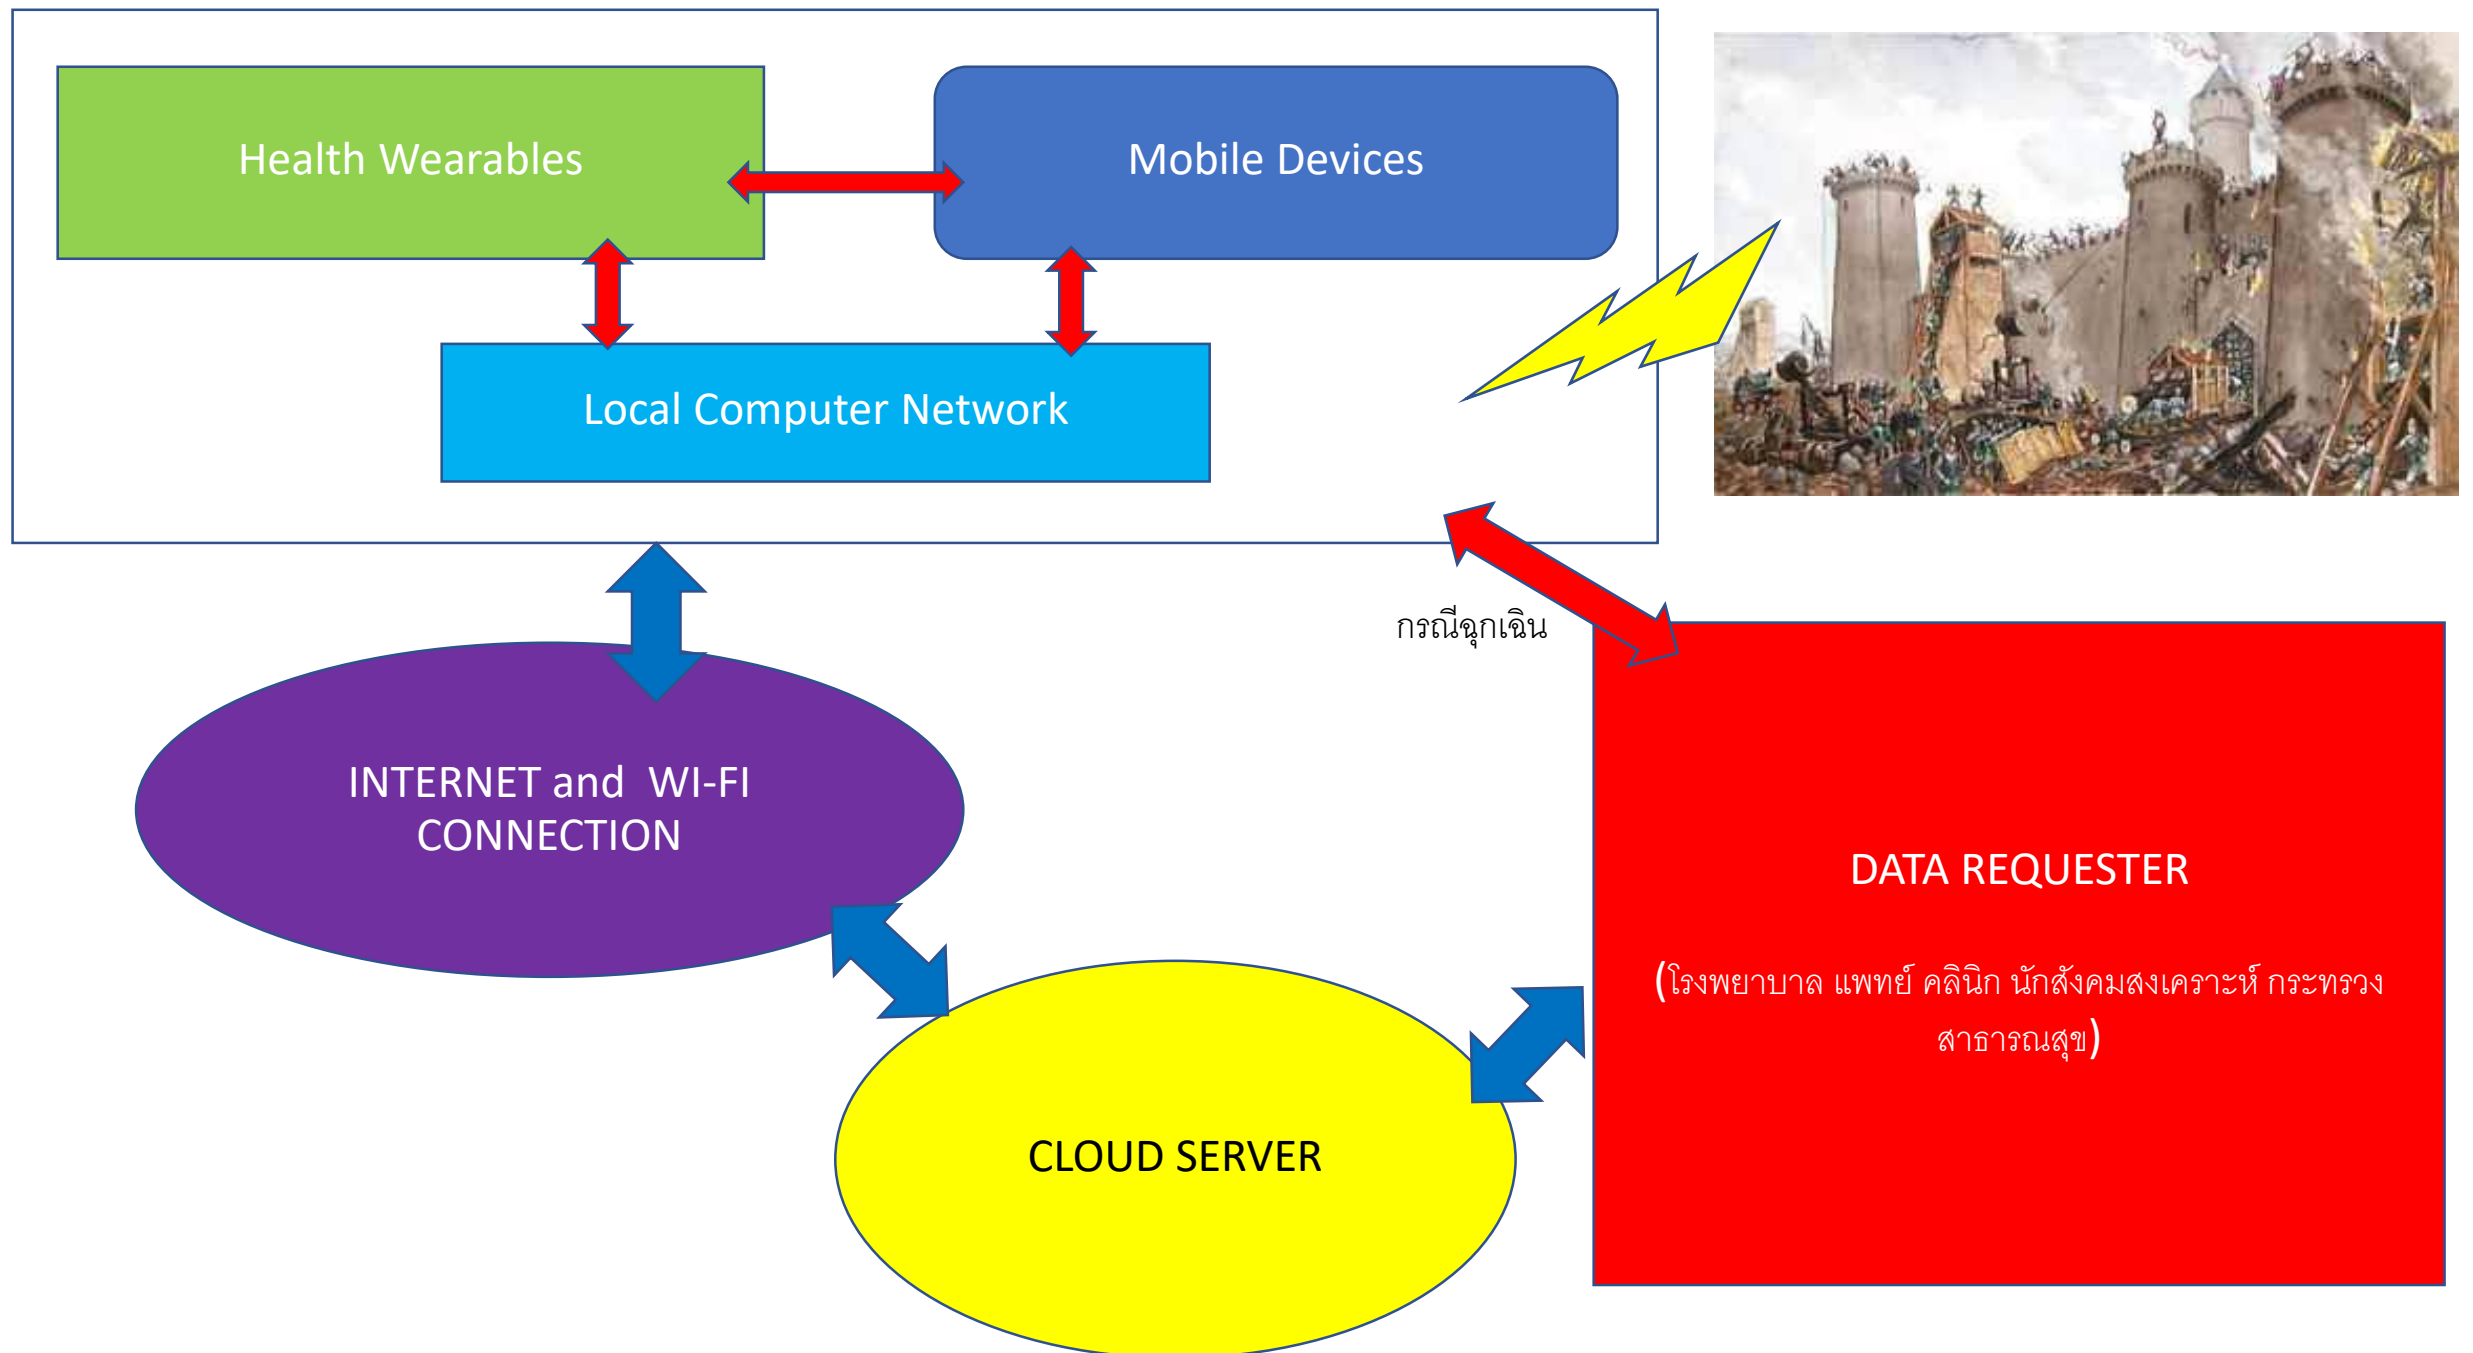 Health Wearables
Mobile Devices
Local Computer Network
กรณีฉุกเฉิน
INTERNET and WI-FI
CONNECTION
DATA REQUESTER
(โรงพยาบาล แพทย์ คลินิก นักสังคมสงเคราะห์ กระทรวง
สาธารณสุข)
CLOUD SERVER